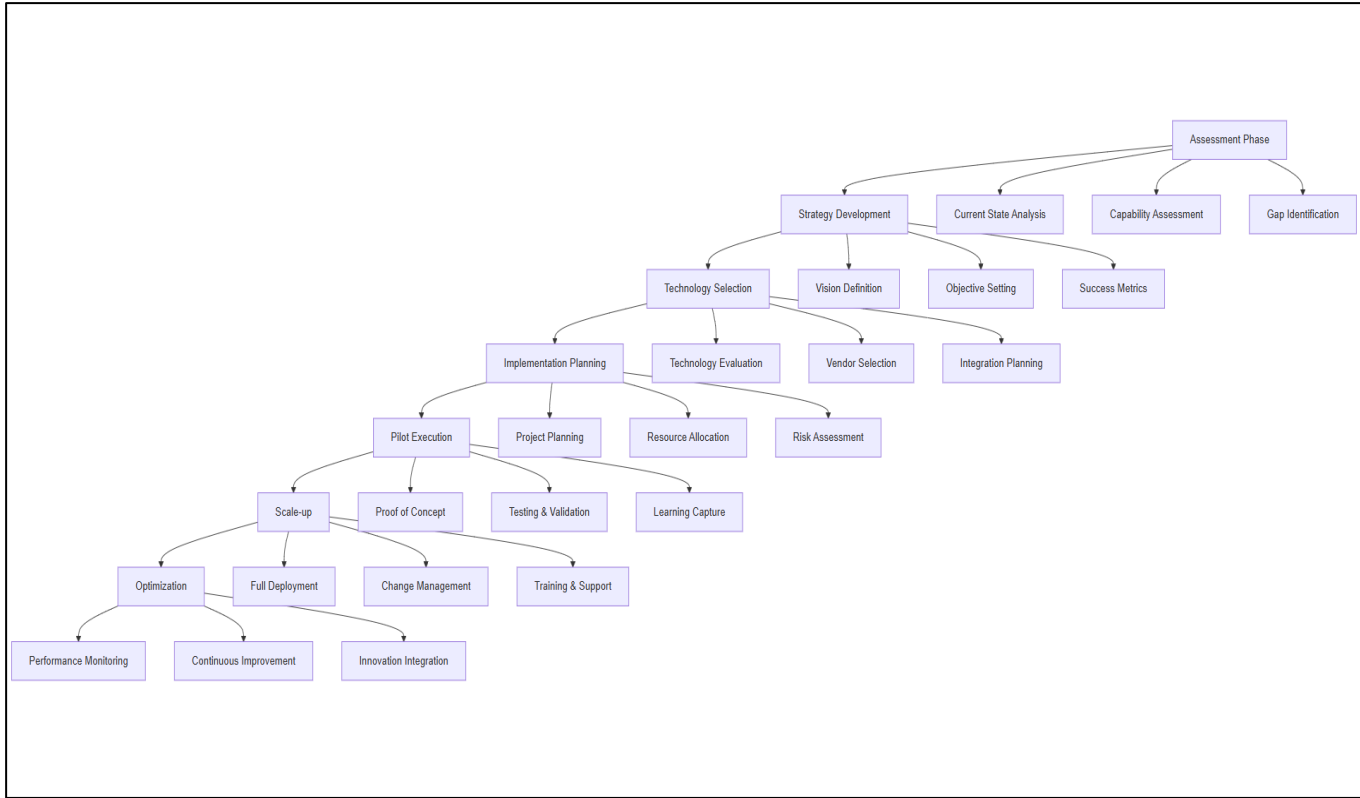 Assessment Phase
Strategy Development
Current State Analysis
Capability Assessment
Gap Identification
Technology Selection
Vision Definition
Objective Setting
Success Metrics
Implementation Planning
Technology Evaluation
Vendor Selection
Integration Planning
Pilot Execution
Project Planning
Resource Allocation
Risk Assessment
Scale-up
Proof of Concept
Testing & Validation
Learning Capture
Optimization
Full Deployment
Change Management
Training & Support
Performance Monitoring
Continuous Improvement
Innovation Integration